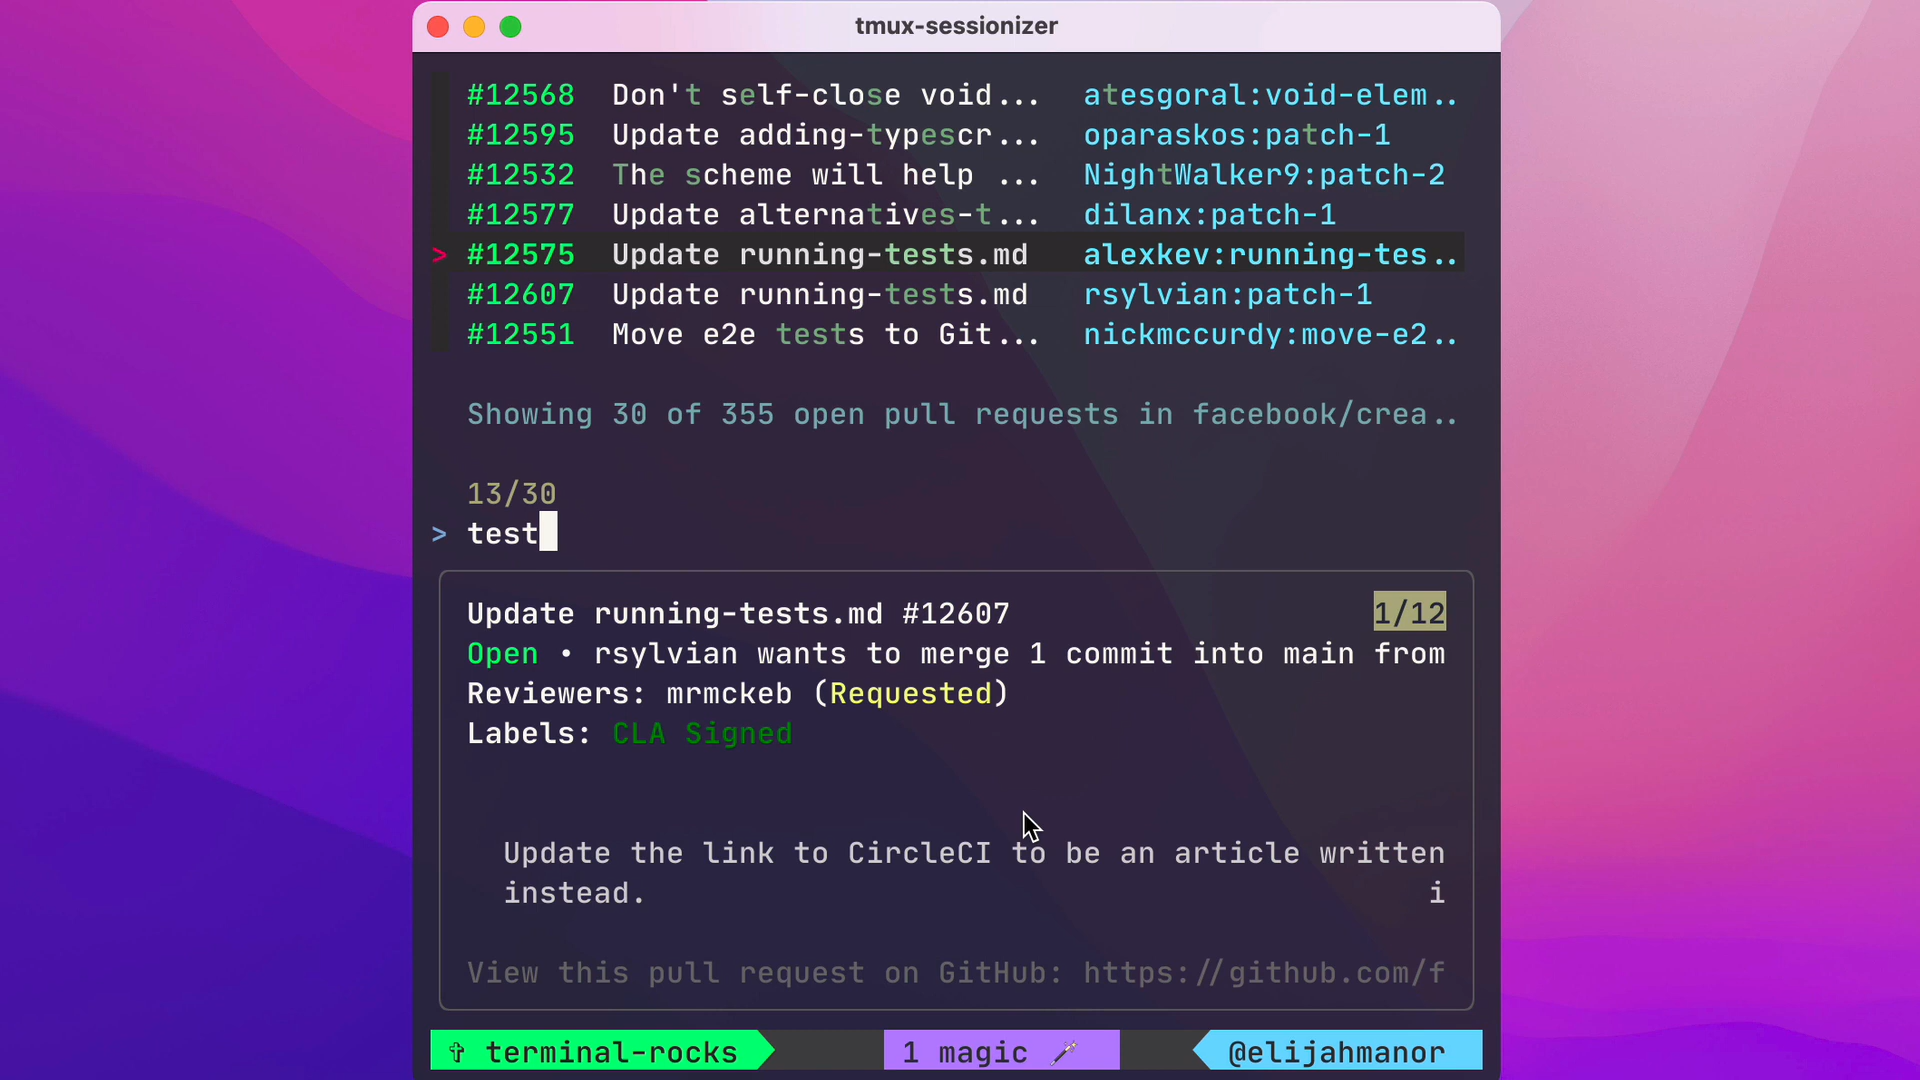 tmux-sessionizer
#12568 Don't self-close void... atesgoral:void-elem..
#12595 Update adding-typescr... oparaskos:patch-1
#12532 The scheme will help ... NightWalker9:patch-2
#12577 Update alternatives-t... dilanx:patch-1
> #12575 Update running-tests.md alexkev:running-tes..
#12607 Update running-tests.md rsylvian:patch-1
#12551 Move e2e tests to Git... nickmccurdy:move-e2..
Showing 30 of 355 open pull requests in facebook/crea..
13/30
> test
Update running-tests.md #12607 1/12
Open • rsylvian wants to merge 1 commit into main from
Reviewers: mrmckeb (Requested)
Labels: CLA Signed
Update the link to CircleCI to be an article written
instead. i
View this pull request on GitHub: https://github.com/f
✞ terminal-rocks 1 magic 🪄 @elijahmanor